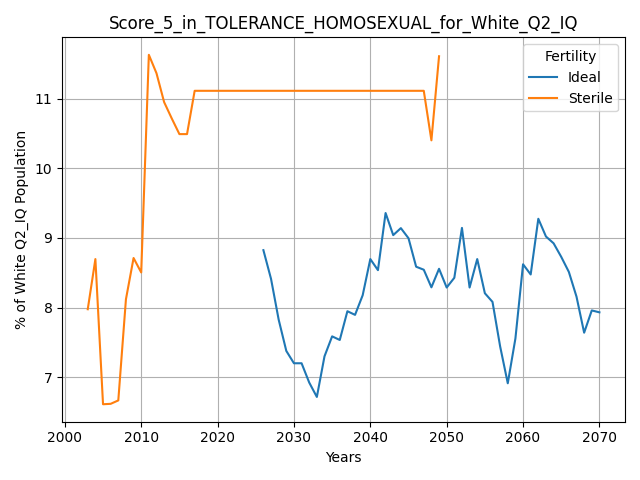 Score_5_in_TOLERANCE_HOMOSEXUAL_for_White_Q2_IQ
Fertility
Ideal
Sterile
% of White Q2_IQ Population
11
10
9
8
7
2000 2010 2020 2030 2040 2050 2060 2070
Years